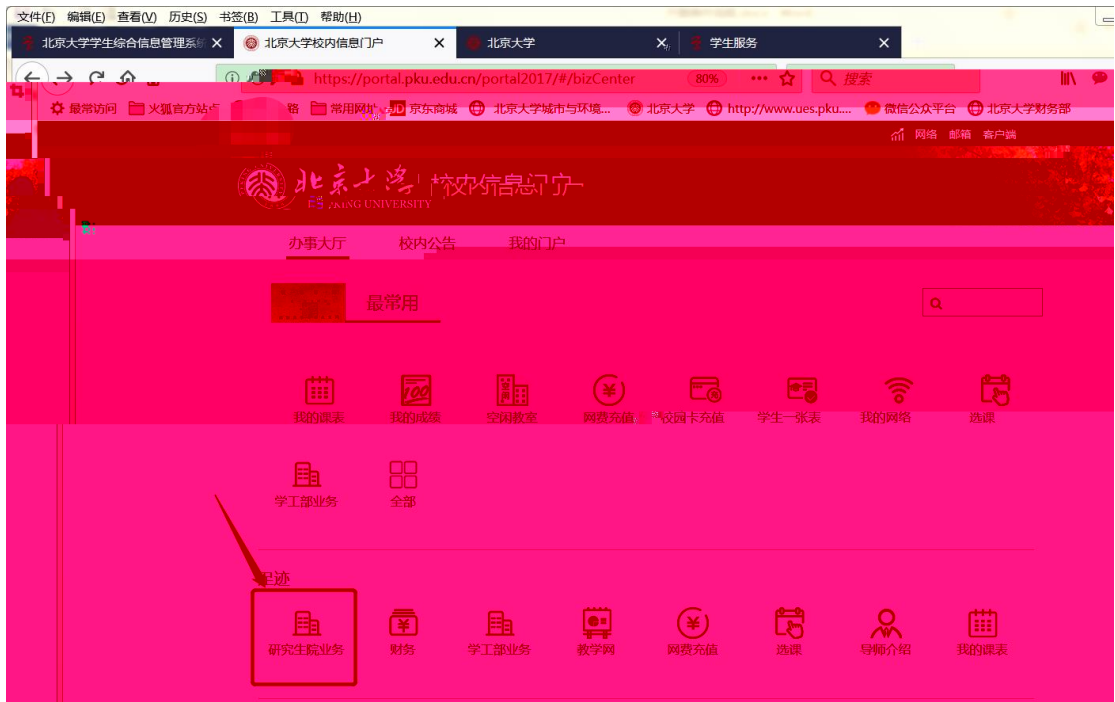 文件(F) 编辑(E) 查看(V) 历史(S) 书签(B) 工具(T) 帮助(H)
北京大学学生综合信息管理系统 北京大学校内信息门户 北京大学 学生服务
https://portal.pku.edu.cn/portal2017/#/bizCenter 80% 搜索
最常访问 火狐官方站点 常用网址 JD 京东商城 北京大学城市与环境... 北京大学 http://www.ues.pku.... 微信公众平台 北京大学财务部
网络 邮箱 客户端
北京大学 校内信息门户
UNIVERSITY
办事大厅 校内公告 我的门户
最常用
我的课表 我的成绩 空闲教室 网费充值 校园卡充值 学生一张表 我的网络 选课
学工部业务 全部
足迹
研究生院业务 财务 学工部业务 教学网 网费充值 选课 导师介绍 我的课表